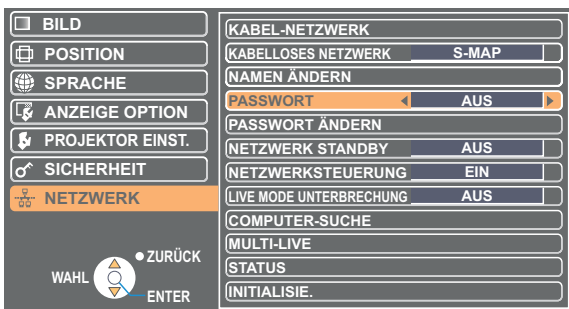 BILD
POSITION
SPRACHE
ANZEIGE OPTION
PROJEKTOR EINST.
SICHERHEIT
NETZWERK
ZURÜCK
WAHL
ENTER
KABEL-NETZWERK
KABELLOSES NETZWERK S-MAP
NAMEN ÄNDERN
PASSWORT AUS
PASSWORT ÄNDERN
NETZWERK STANDBY AUS
NETZWERKSTEUERUNG EIN
LIVE MODE UNTERBRECHUNG AUS
COMPUTER-SUCHE
MULTI-LIVE
STATUS
INITIALISIE.